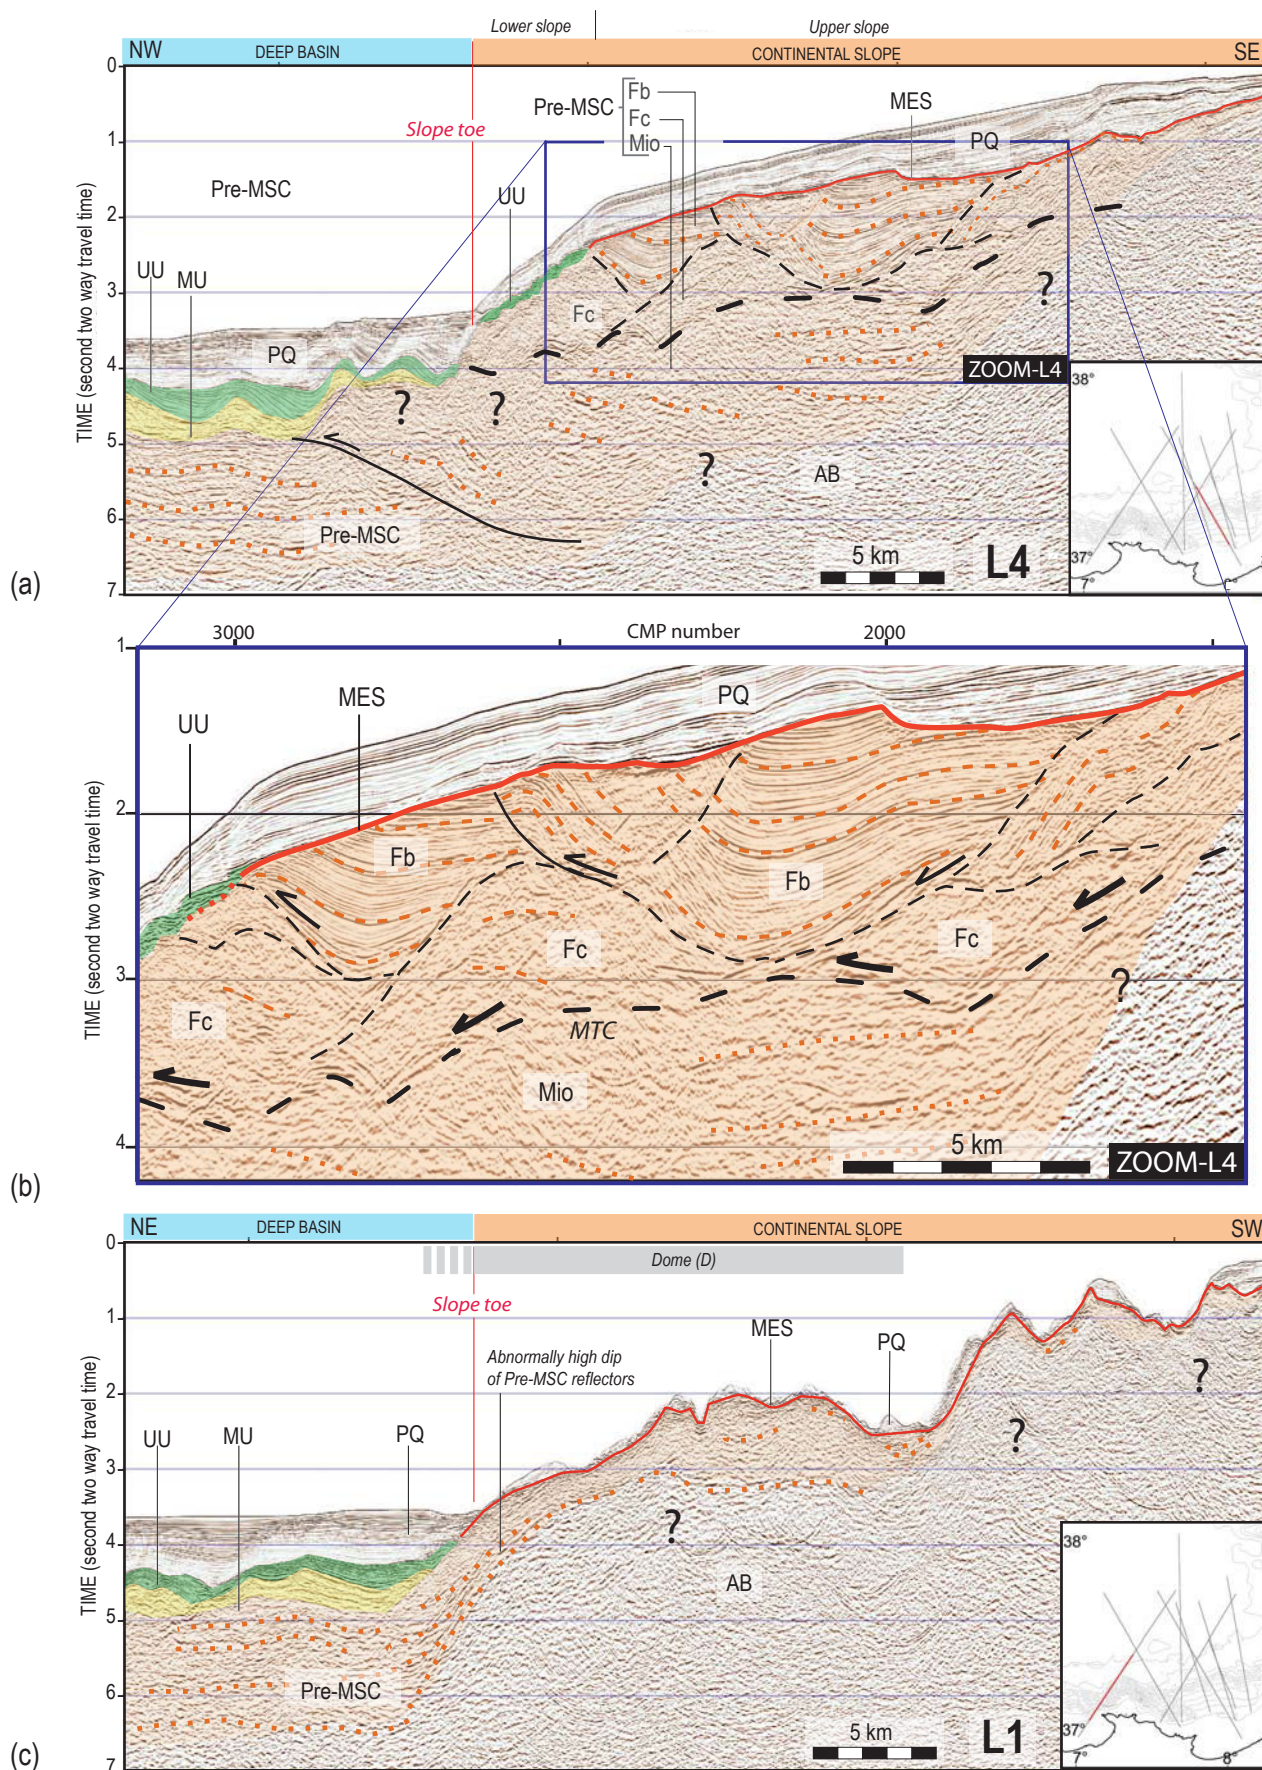 Lower slope
Upper slope
NW
DEEP BASIN
CONTINENTAL SLOPE
SE
0
1
2
3
4
5
6
7
TIME (second two way travel time)
Pre-MSC
Fb
Fc
Mio
MES
PQ
Slope toe
Pre-MSC
UU
UU
MU
PQ
Fc
?
?
?
?
ZOOM-L4
AB
Pre-MSC
5 km
L4
38°
37°
7°
(a)
3000
CMP number
2000
1
2
3
4
TIME (second two way travel time)
PQ
MES
UU
Fb
Fb
Fc
Fc
Fc
?
MTC
Mio
5 km
ZOOM-L4
(b)
NE
DEEP BASIN
CONTINENTAL SLOPE
SW
0
1
2
3
4
5
6
7
TIME (second two way travel time)
Dome (D)
Slope toe
MES
PQ
Abnormally high dip
of Pre-MSC reflectors
UU
MU
PQ
?
?
?
AB
Pre-MSC
5 km
L1
38°
37°
7°
8°
(c)